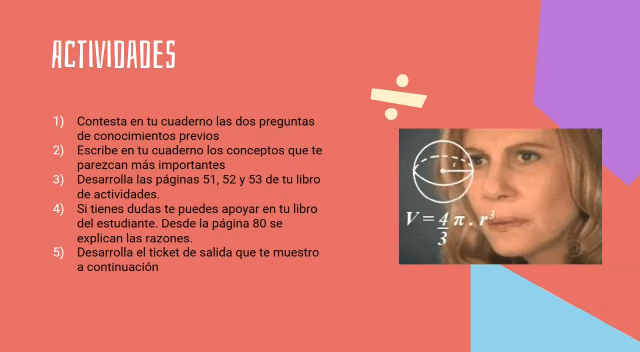 ACTIVIDADES
1) Contesta en tu cuaderno las dos preguntas
de conocimientos previos
2) Escribe en tu cuaderno los conceptos que te
parezcan más importantes
3) Desarrolla las páginas 51, 52 y 53 de tu libro
de actividades.
4) Si tienes dudas te puedes apoyar en tu libro
del estudiante. Desde la página 80 se
explican las razones.
5) Desarrolla el ticket de salida que te muestro
a continuación
r
V = 4/3 π . r³